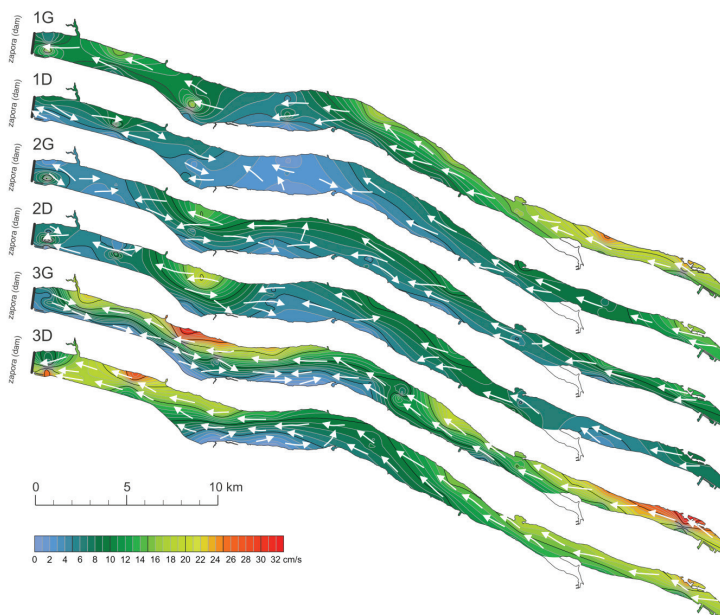 1G
zapora (dam)
1D
zapora (dam)
2G
zapora (dam)
2D
zapora (dam)
3G
zapora (dam)
3D
zapora (dam)
0 5 10 km
0 2 4 6 8 10 12 14 16 18 20 22 24 26 28 30 32 cm/s